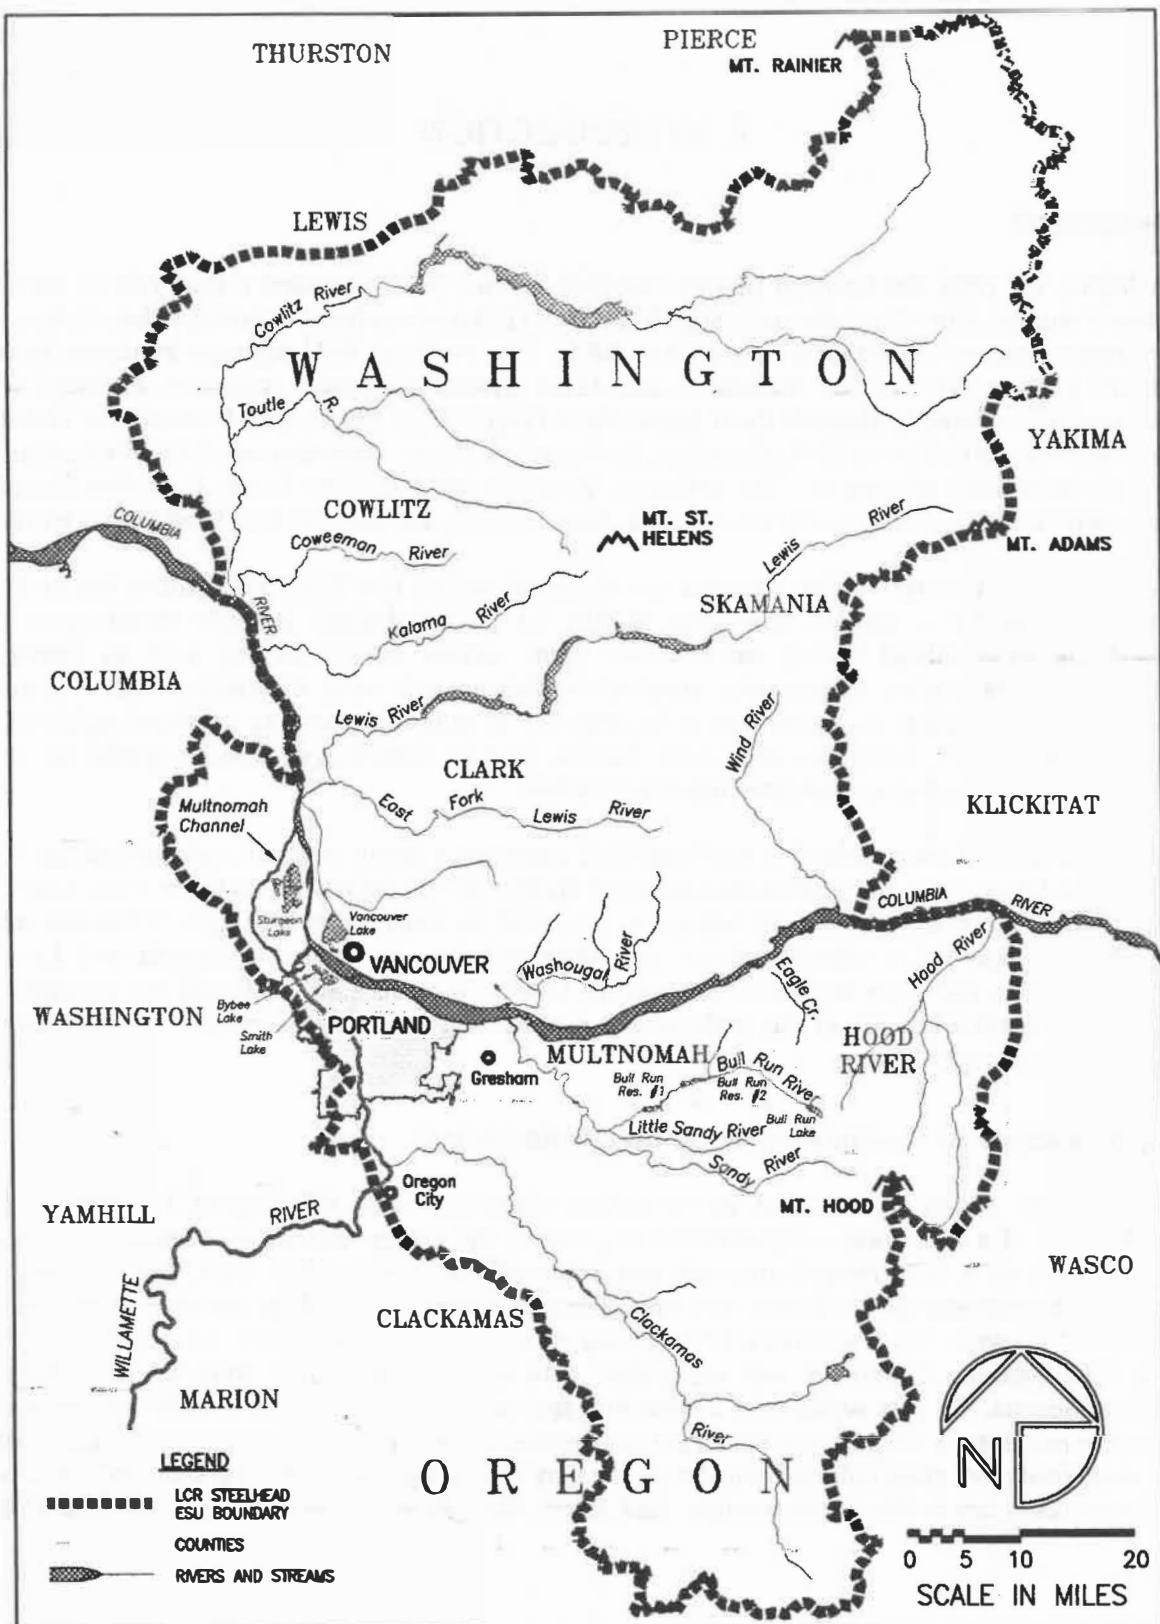 THURSTON
PIERCE
MT. RAINIER
LEWIS
Cowlitz River
WASHINGTON
Toutle R.
YAKIMA
COWLITZ
COLUMBIA
RIVER
Coweeman River
MT. ST.
HELENS
Lewis River
MT. ADAMS
SKAMANIA
Kalama River
COLUMBIA
Lewis River
Wind River
CLARK
East Fork Lewis River
KLICKITAT
Multnomah
Channel
Sturgeon
Lake
Vancouver
Lake
VANCOUVER
COLUMBIA RIVER
Washougal River
Eagle Cr.
Hood River
WASHINGTON
Bybee
Lake
Smith
Lake
PORTLAND
Gresham
MULTNOMAH
HOOD
RIVER
Bull Run River
Bull Run
Res. #1
Bull Run
Res. #2
Bull Run
Lake
Little Sandy River
Sandy River
Oregon
City
MT. HOOD
YAMHILL
WILLAMETTE RIVER
WASCO
CLACKAMAS
Clackamas River
MARION
OREGON
N
LEGEND
LCR STEELHEAD
ESU BOUNDARY
COUNTIES
RIVERS AND STREAMS
0 5 10 20
SCALE IN MILES